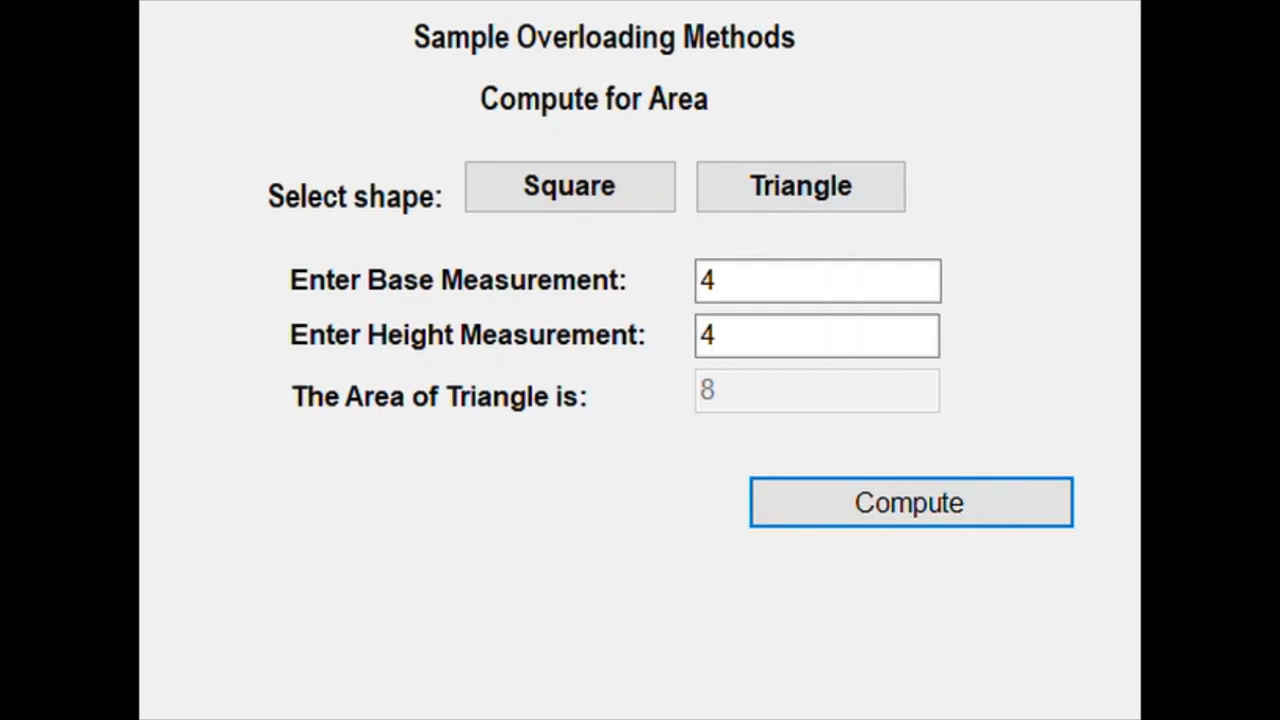 Sample Overloading Methods
Compute for Area
Select shape: Square Triangle
Enter Base Measurement: 4
Enter Height Measurement: 4
The Area of Triangle is: 8
Compute